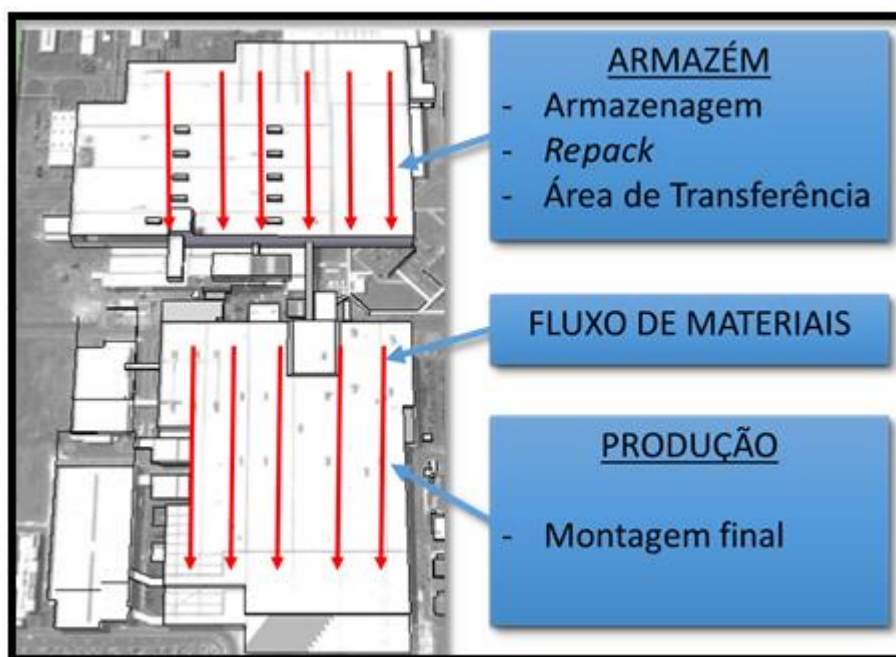 ARMAZÉM
- Armazenagem
- Repack
- Área de Transferência
FLUXO DE MATERIAIS
PRODUÇÃO
- Montagem final